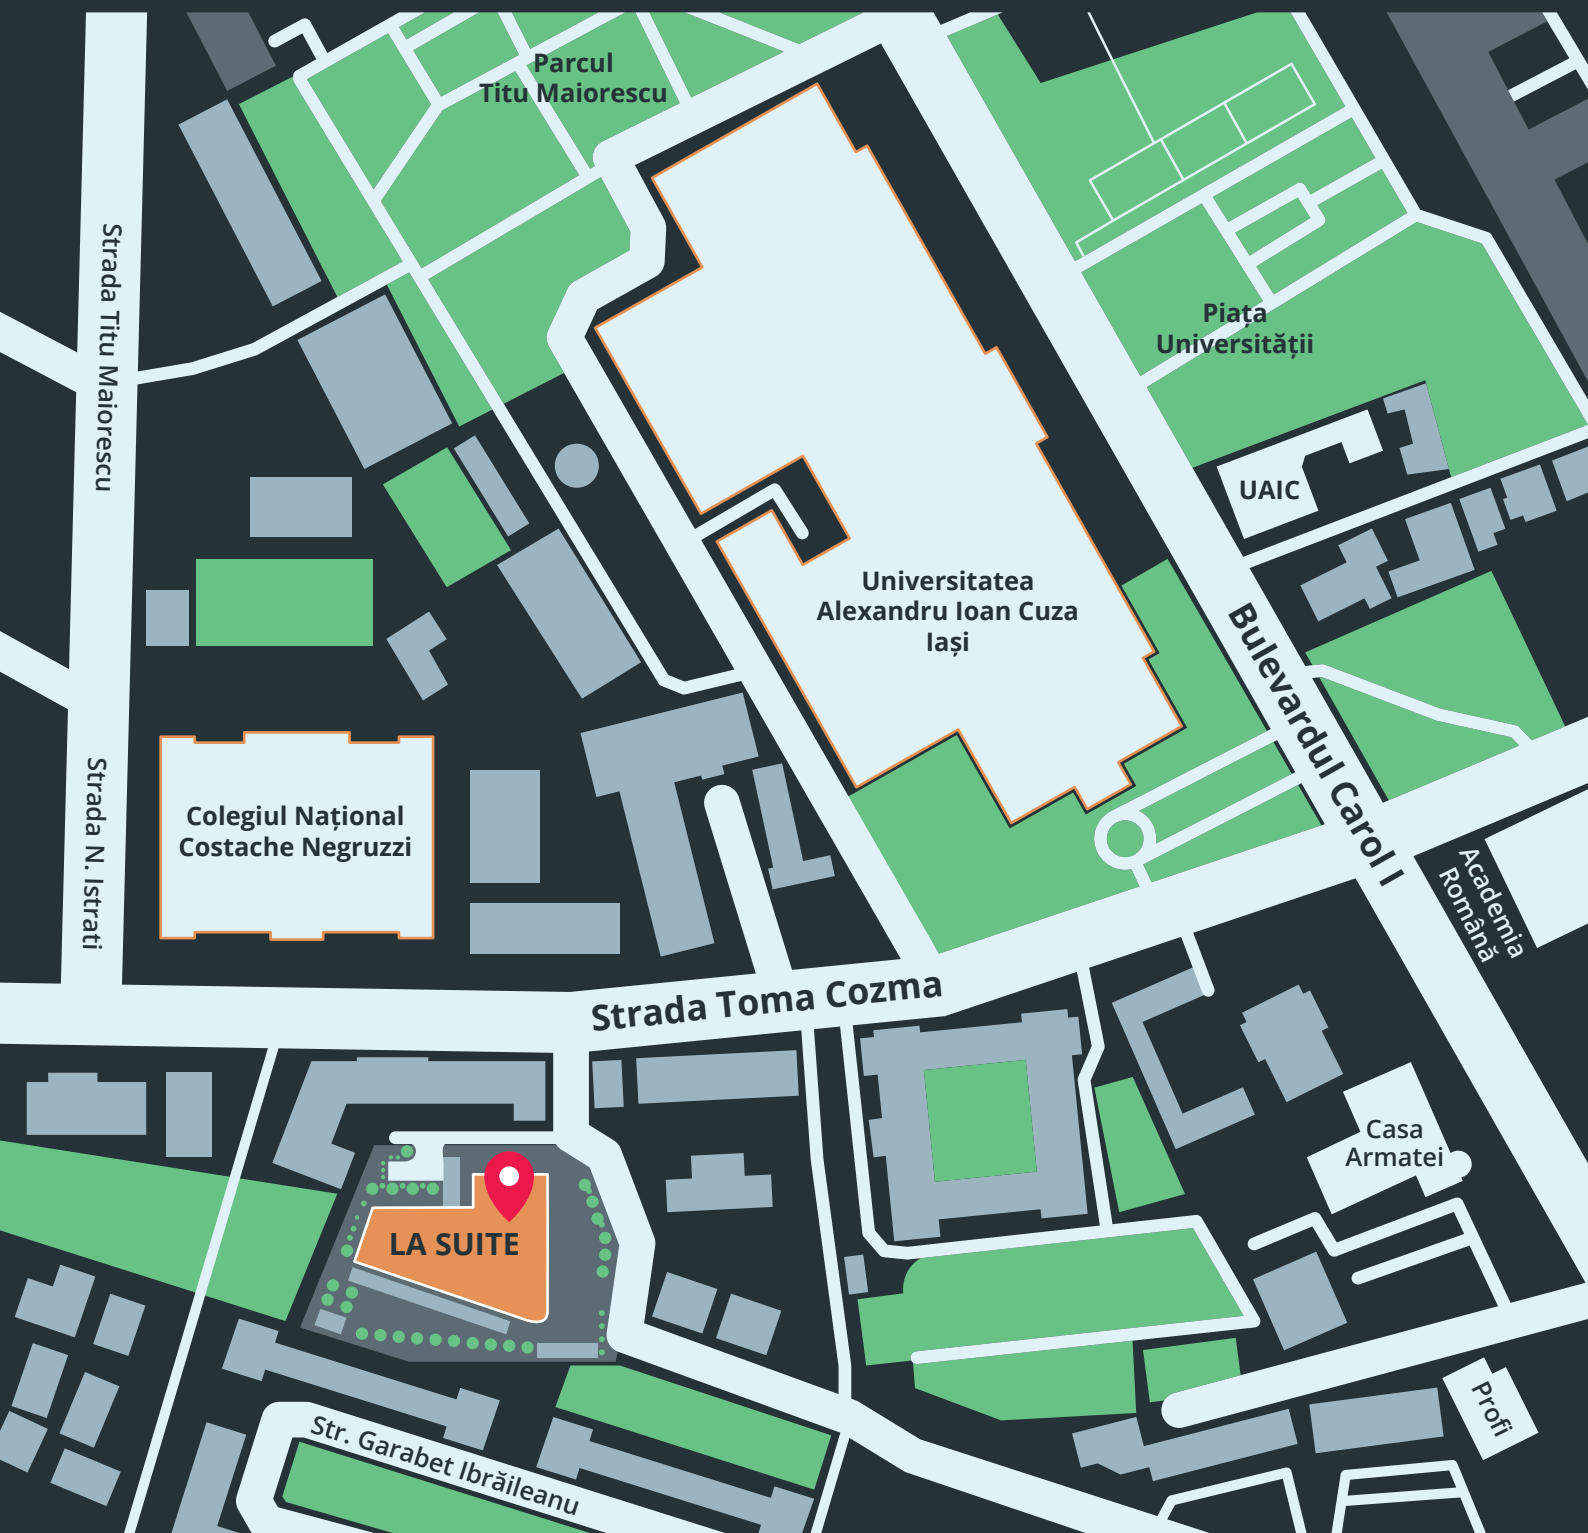 Parcul
Titu Maiorescu
Strada Titu Maiorescu
Piața
Universității
UAIC
Universitatea
Alexandru Ioan Cuza
Iași
Bulevardul Carol I
Strada N. Istrati
Colegiul Național
Costache Negruzzi
Academia
Română
Strada Toma Cozma
Casa
Armatei
LA SUITE
Profi
Str. Garabet Ibrăileanu